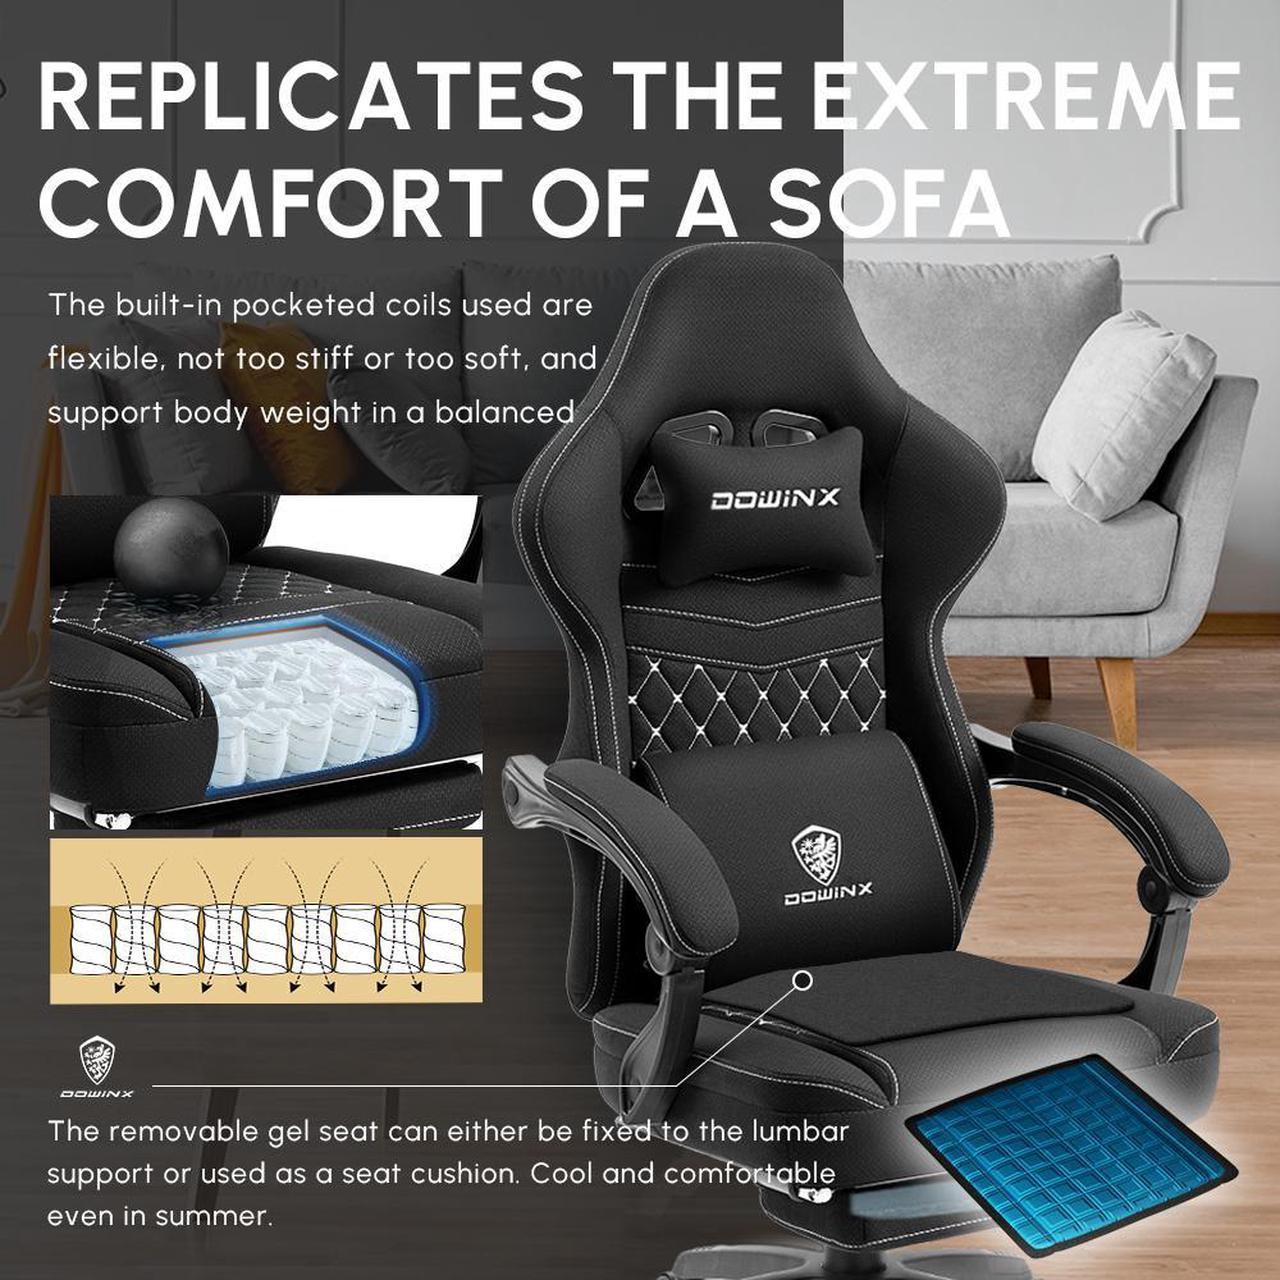 REPLICATES THE EXTREME
COMFORT OF A SOFA
The built-in pocketed coils used are
flexible, not too stiff or too soft, and
support body weight in a balanced
DOWINX
DOWINX
DOWINX
The removable gel seat can either be fixed to the lumbar
support or used as a seat cushion. Cool and comfortable
even in summer.